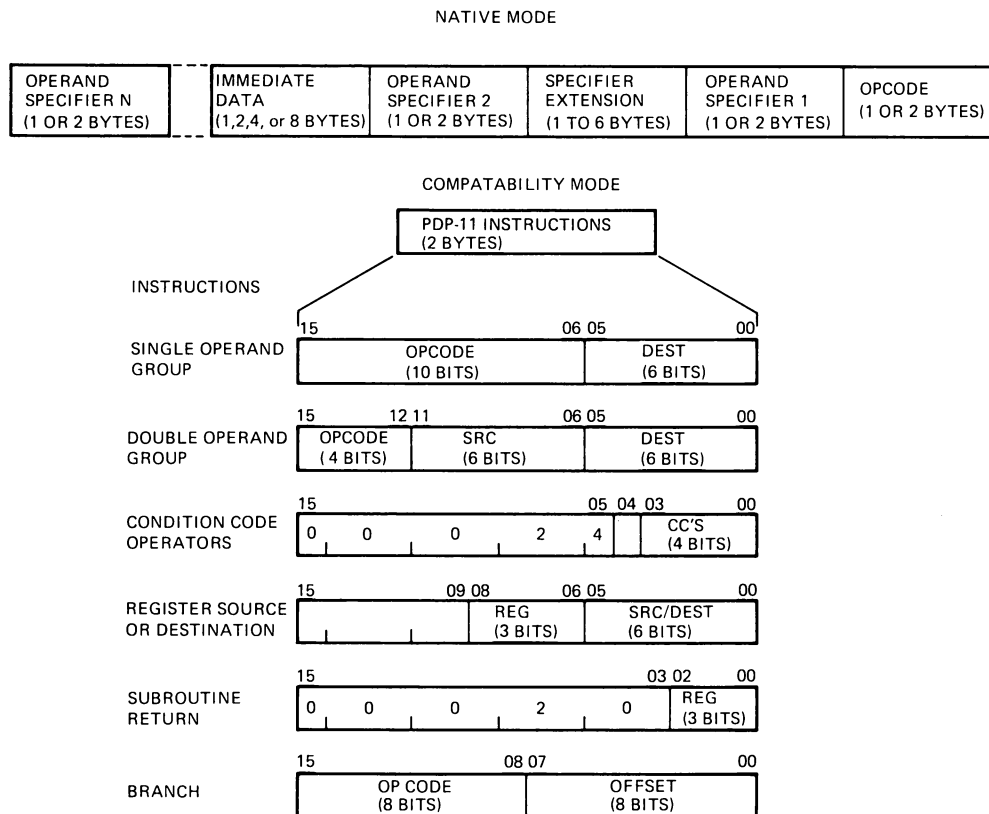 NATIVE MODE
OPERAND SPECIFIER N (1 OR 2 BYTES)
IMMEDIATE DATA (1,2,4, or 8 BYTES)
OPERAND SPECIFIER 2 (1 OR 2 BYTES)
SPECIFIER EXTENSION (1 TO 6 BYTES)
OPERAND SPECIFIER 1 (1 OR 2 BYTES)
OPCODE (1 OR 2 BYTES)
COMPATABILITY MODE
PDP-11 INSTRUCTIONS
(2 BYTES)
INSTRUCTIONS
15 06 05 00
SINGLE OPERAND GROUP
OPCODE (10 BITS)
DEST (6 BITS)
15 12 11 06 05 00
DOUBLE OPERAND GROUP
OPCODE ( 4 BITS)
SRC (6 BITS)
DEST (6 BITS)
15 05 04 03 00
CONDITION CODE OPERATORS
0 0 0 2 4
CC'S (4 BITS)
15 09 08 06 05 00
REGISTER SOURCE OR DESTINATION
REG (3 BITS)
SRC/DEST (6 BITS)
15 03 02 00
SUBROUTINE RETURN
0 0 0 2 0
REG (3 BITS)
15 08 07 00
BRANCH
OP CODE (8 BITS)
OFFSET (8 BITS)